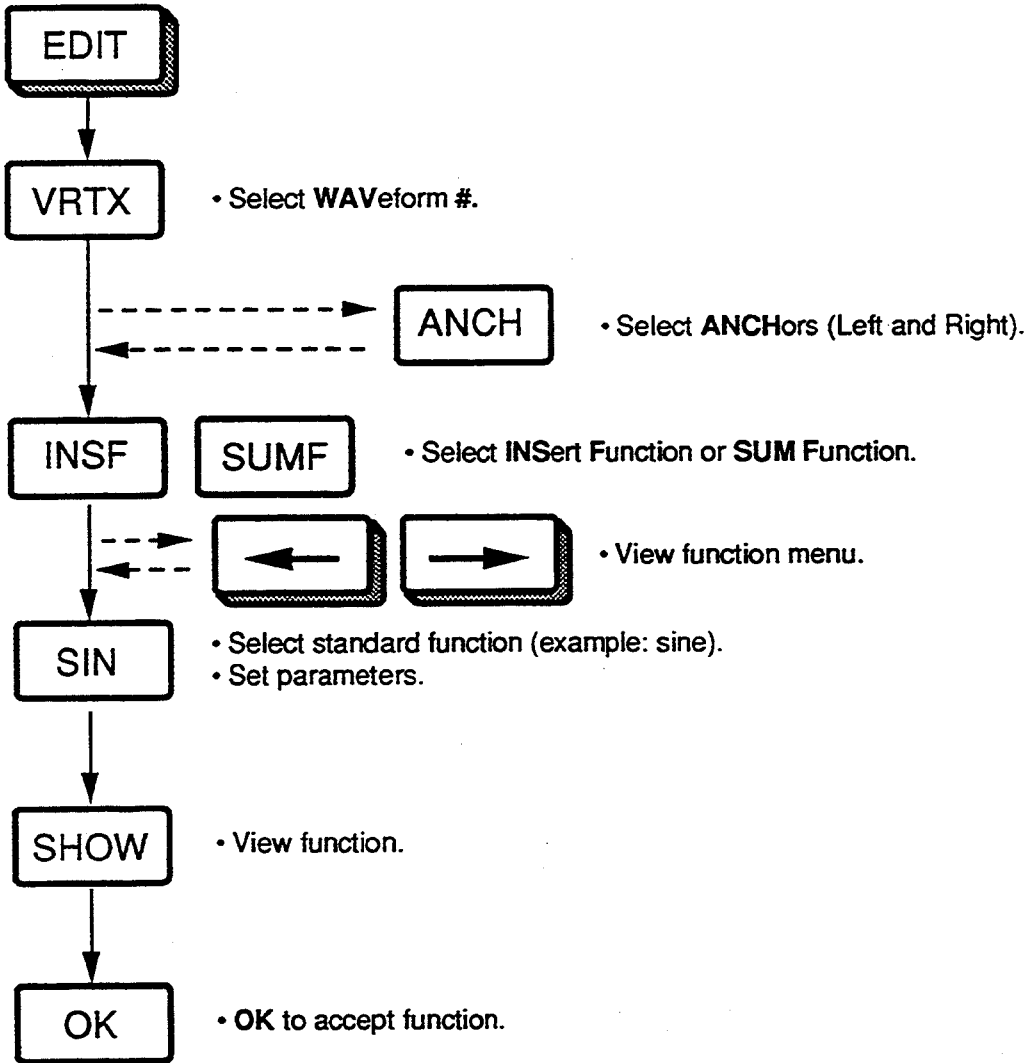 EDIT
VRTX
• Select WAVeform #.
ANCH
• Select ANCHors (Left and Right).
INSF
SUMF
• Select INSert Function or SUM Function.
• View function menu.
SIN
• Select standard function (example: sine).
• Set parameters.
SHOW
• View function.
OK
• OK to accept function.